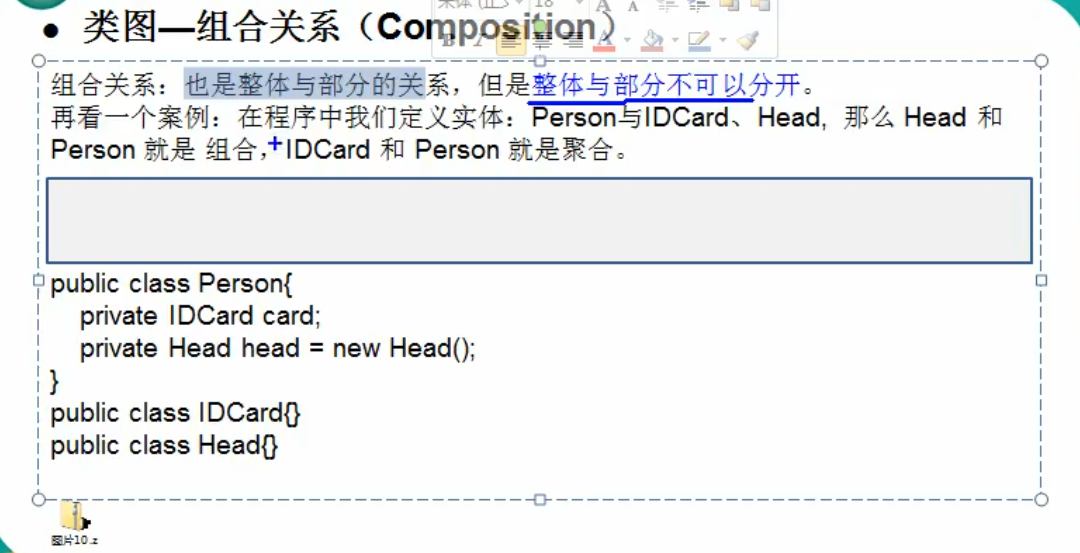 ● 类图—组合关系（Composition）
组合关系：也是整体与部分的关系，但是整体与部分不可以分开。
再看一个案例：在程序中我们定义实体：Person与IDCard、Head, 那么 Head 和
Person 就是 组合, IDCard 和 Person 就是聚合。
public class Person{
private IDCard card;
private Head head = new Head();
}
public class IDCard{}
public class Head{}
图片10.z